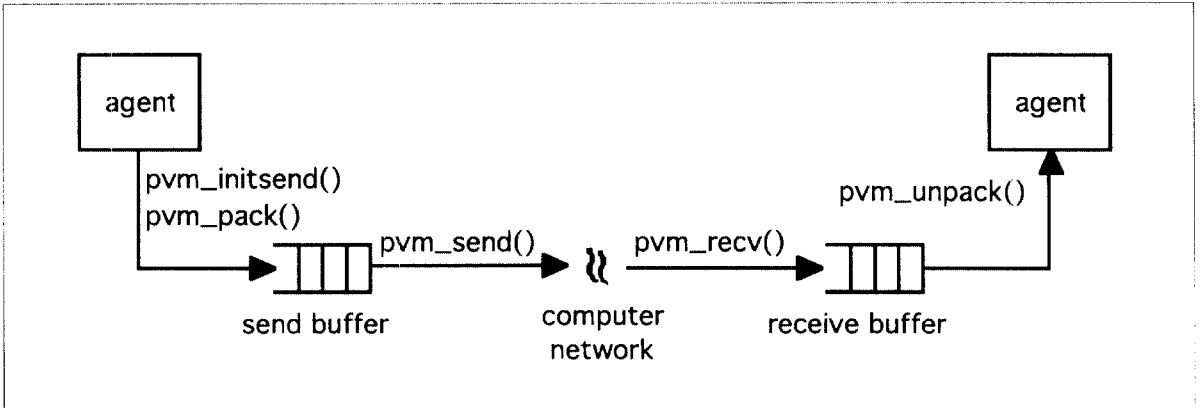 agent
agent
pvm_initsend()
pvm_pack()
pvm_unpack()
pvm_send()
pvm_recv()
send buffer
computer
network
receive buffer